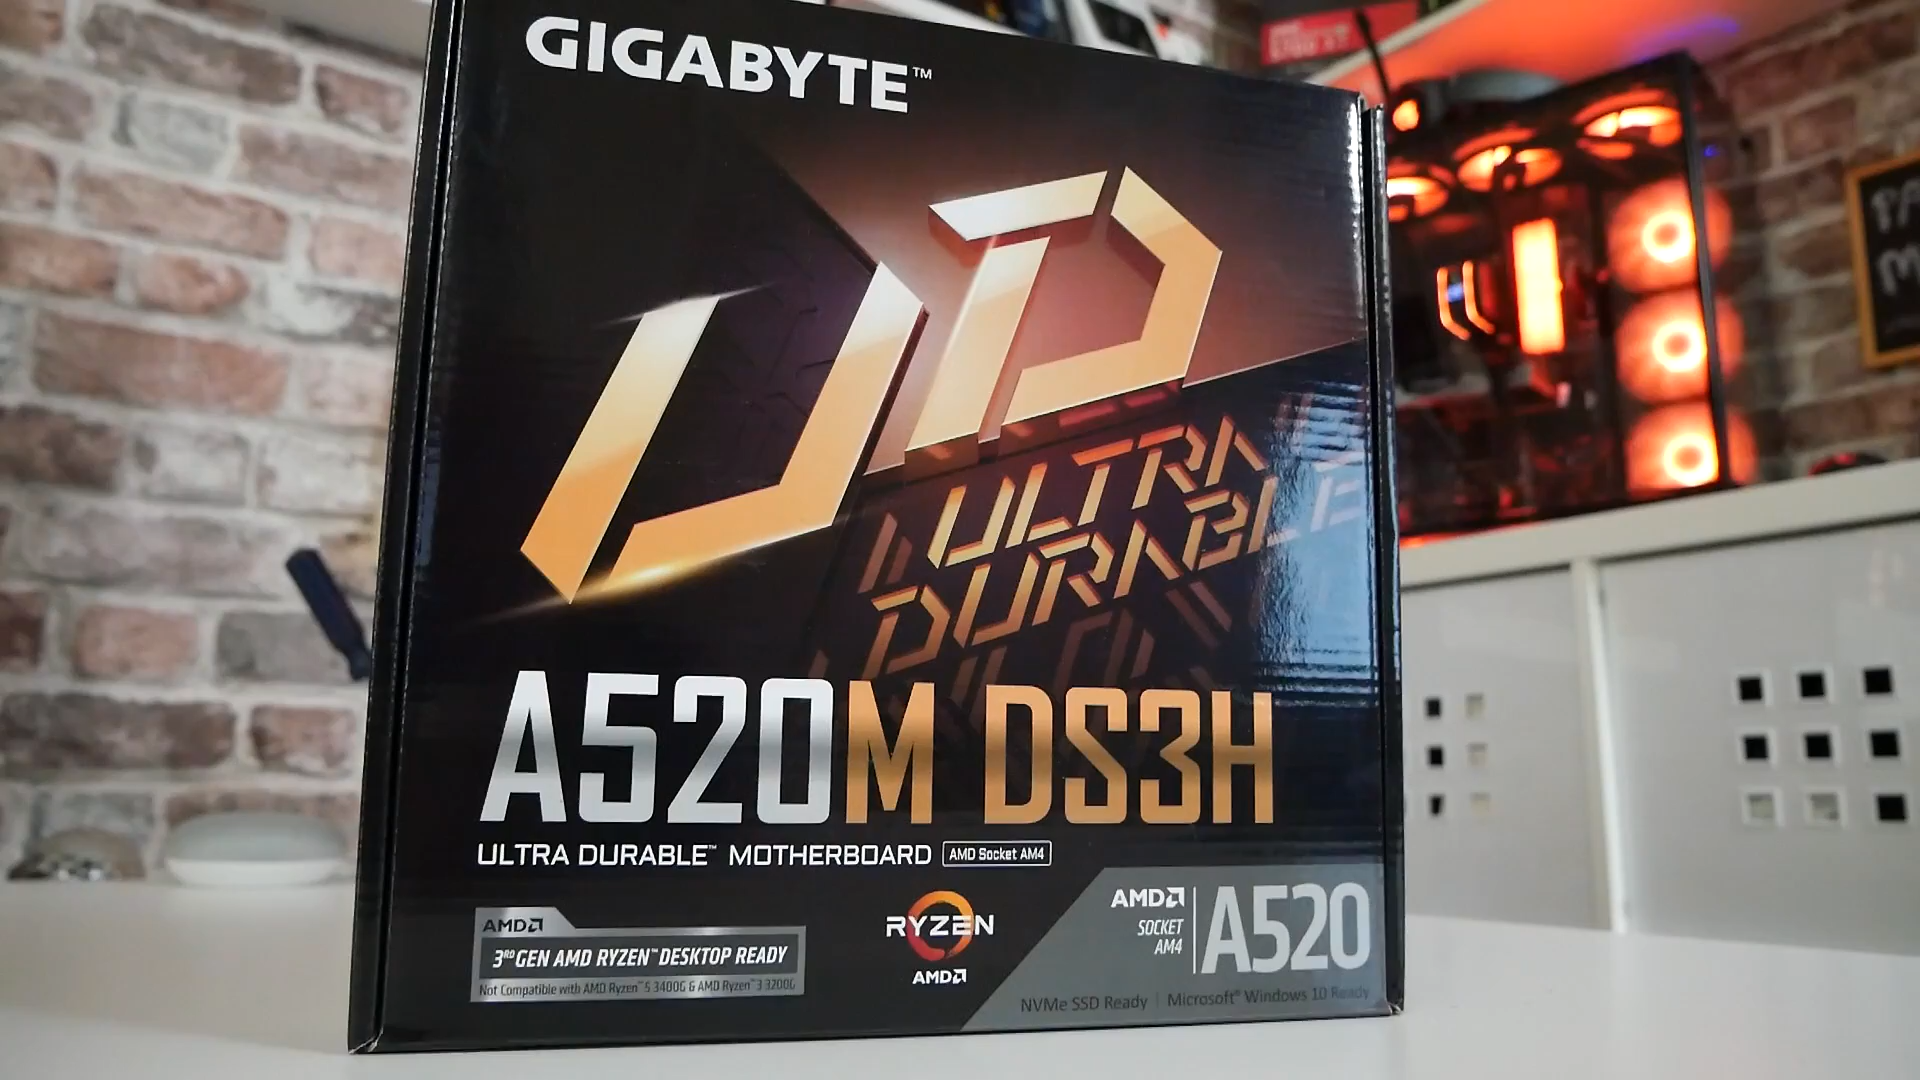 GIGABYTE™
UD
ULTRA
DURABLE
A520M DS3H
ULTRA DURABLE™ MOTHERBOARD AMD Socket AM4
AMD
3RD GEN AMD RYZEN™ DESKTOP READY
Not Compatible with AMD Ryzen™ 5 3400G & AMD Ryzen™ 3 3200G
RYZEN
AMD
AMD
SOCKET
AM4
A520
NVMe SSD Ready | Microsoft® Windows 10 Ready